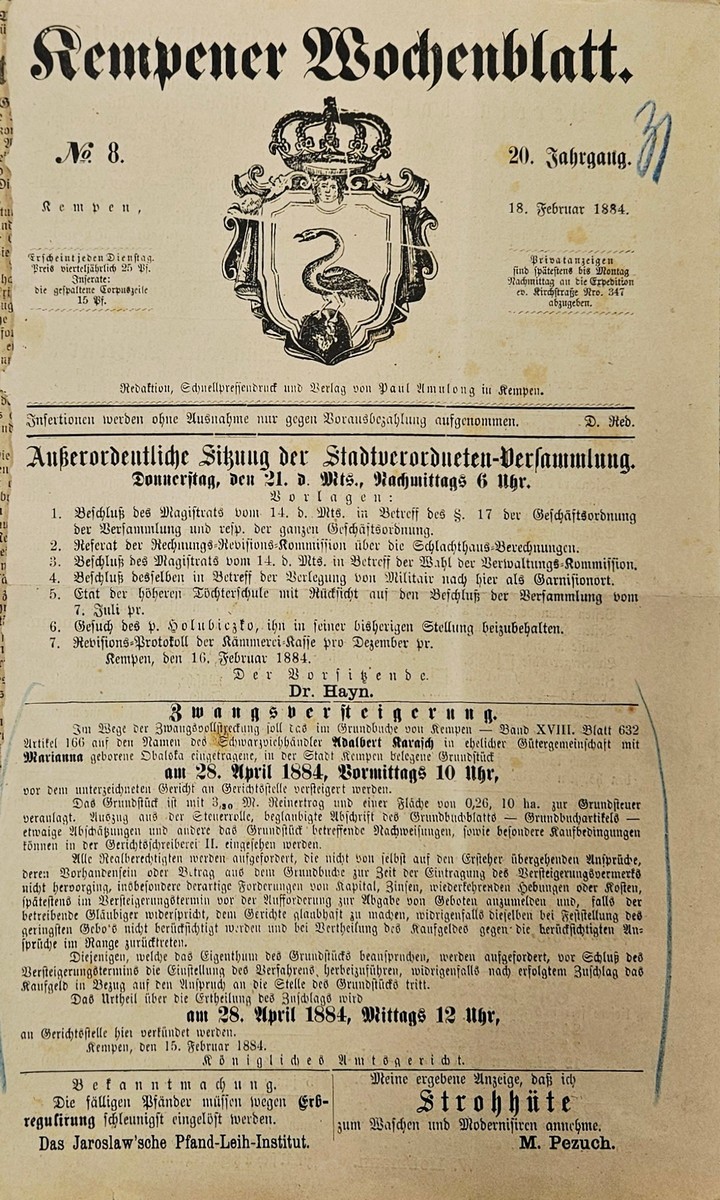 Kempener Wochenblatt.
No. 8.
20. Jahrgang.
Kempen,
18. Februar 1884.
Erscheint jeden Dienstag.
Preis vierteljährlich 25 Pf.
Inserate:
die gespaltene Corpuszeile
15 Pf.
Privatanzeigen
sind spätestens bis Montag
Nachmittag an die Expedition
ev. Kirchstraße Nro. 347
abzugeben.
Redaktion, Schnellpressendruck und Verlag von Paul Amulong in Kempen.
Insertionen werden ohne Ausnahme nur gegen Vorausbezahlung aufgenommen. D. Red.
Außerordentliche Sitzung der Stadtverordneten-Versammlung.
Donnerstag, den 21. d. Mts., Nachmittags 6 Uhr.
Vorlagen:
1. Beschluß des Magistrats vom 14. d. Mts. in Betreff des §. 17 der Geschäftsordnung
der Versammlung und resp. der ganzen Geschäftsordnung.
2. Referat der Rechnungs-Revisions-Kommission über die Schlachthaus-Berechnungen.
3. Beschluß des Magistrats vom 14. d. Mts. in Betreff der Wahl der Verwaltungs-Kommission.
4. Beschluß desselben in Betreff der Verlegung von Militair nach hier als Garnisonort.
5. Etat der höheren Töchterschule mit Rücksicht auf den Beschluß der Versammlung vom
7. Juli pr.
6. Gesuch des p. Holubiczko, ihn in seiner bisherigen Stellung beizubehalten.
7. Revisions-Protokoll der Kämmerei-Kasse pro Dezember pr.
Kempen, den 16. Februar 1884.
Der Vorsitzende.
Dr. Hayn.
Zwangsversteigerung.
Im Wege der Zwangsvollstreckung soll das im Grundbuche von Kempen — Band XVIII. Blatt 632
Artikel 166 auf den Namen des Schwarzviehhändler Adalbert Karasch in ehelicher Gütergemeinschaft mit
Marianna geborene Obalska eingetragene, in der Stadt Kempen belegene Grundstück
am 28. April 1884, Vormittags 10 Uhr,
vor dem unterzeichneten Gericht an Gerichtsstelle versteigert werden.
Das Grundstück ist mit 3,30 M. Reinertrag und einer Fläche von 0,26, 10 ha. zur Grundsteuer
veranlagt. Auszug aus der Steuerrolle, beglaubigte Abschrift des Grundbuchblatts — Grundbuchartikels —
etwaige Abschätzungen und andere das Grundstück betreffende Nachweisungen, sowie besondere Kaufbedingungen
können in der Gerichtsschreiberei II. eingesehen werden.
Alle Realberechtigten werden aufgefordert, die nicht von selbst auf den Ersteher übergehenden Ansprüche,
deren Vorhandensein oder Betrag aus dem Grundbuche zur Zeit der Eintragung des Versteigerungsvermerks
nicht hervorging, insbesondere derartige Forderungen von Kapital, Zinsen, wiederkehrenden Hebungen oder Kosten,
spätestens im Versteigerungstermin vor der Aufforderung zur Abgabe von Geboten anzumelden und, falls der
betreibende Gläubiger widerspricht, dem Gerichte glaubhaft zu machen, widrigenfalls dieselben bei Feststellung des
geringsten Gebo's nicht berücksichtigt werden und bei Vertheilung des Kaufgeldes gegen die berücksichtigten An-
sprüche im Range zurücktreten.
Diejenigen, welche das Eigenthum des Grundstücks beanspruchen, werden aufgefordert, vor Schluß des
Versteigerungstermins die Einstellung des Verfahrens herbeizuführen, widrigenfalls nach erfolgtem Zuschlag das
Kaufgeld in Bezug auf den Anspruch an die Stelle des Grundstücks tritt.
Das Urtheil über die Ertheilung des Zuschlags wird
am 28. April 1884, Mittags 12 Uhr,
an Gerichtsstelle hier verkündet werden.
Kempen, den 15. Februar 1884.
Königliches Amtsgericht.
Bekanntmachung.
Die fälligen Pfänder müssen wegen Erb-
regulirung schleunigst eingelöst werden.
Das Jaroslaw'sche Pfand-Leih-Institut.
Meine ergebene Anzeige, daß ich
Strohhüte
zum Waschen und Modernisiren annehme.
M. Pezuch.